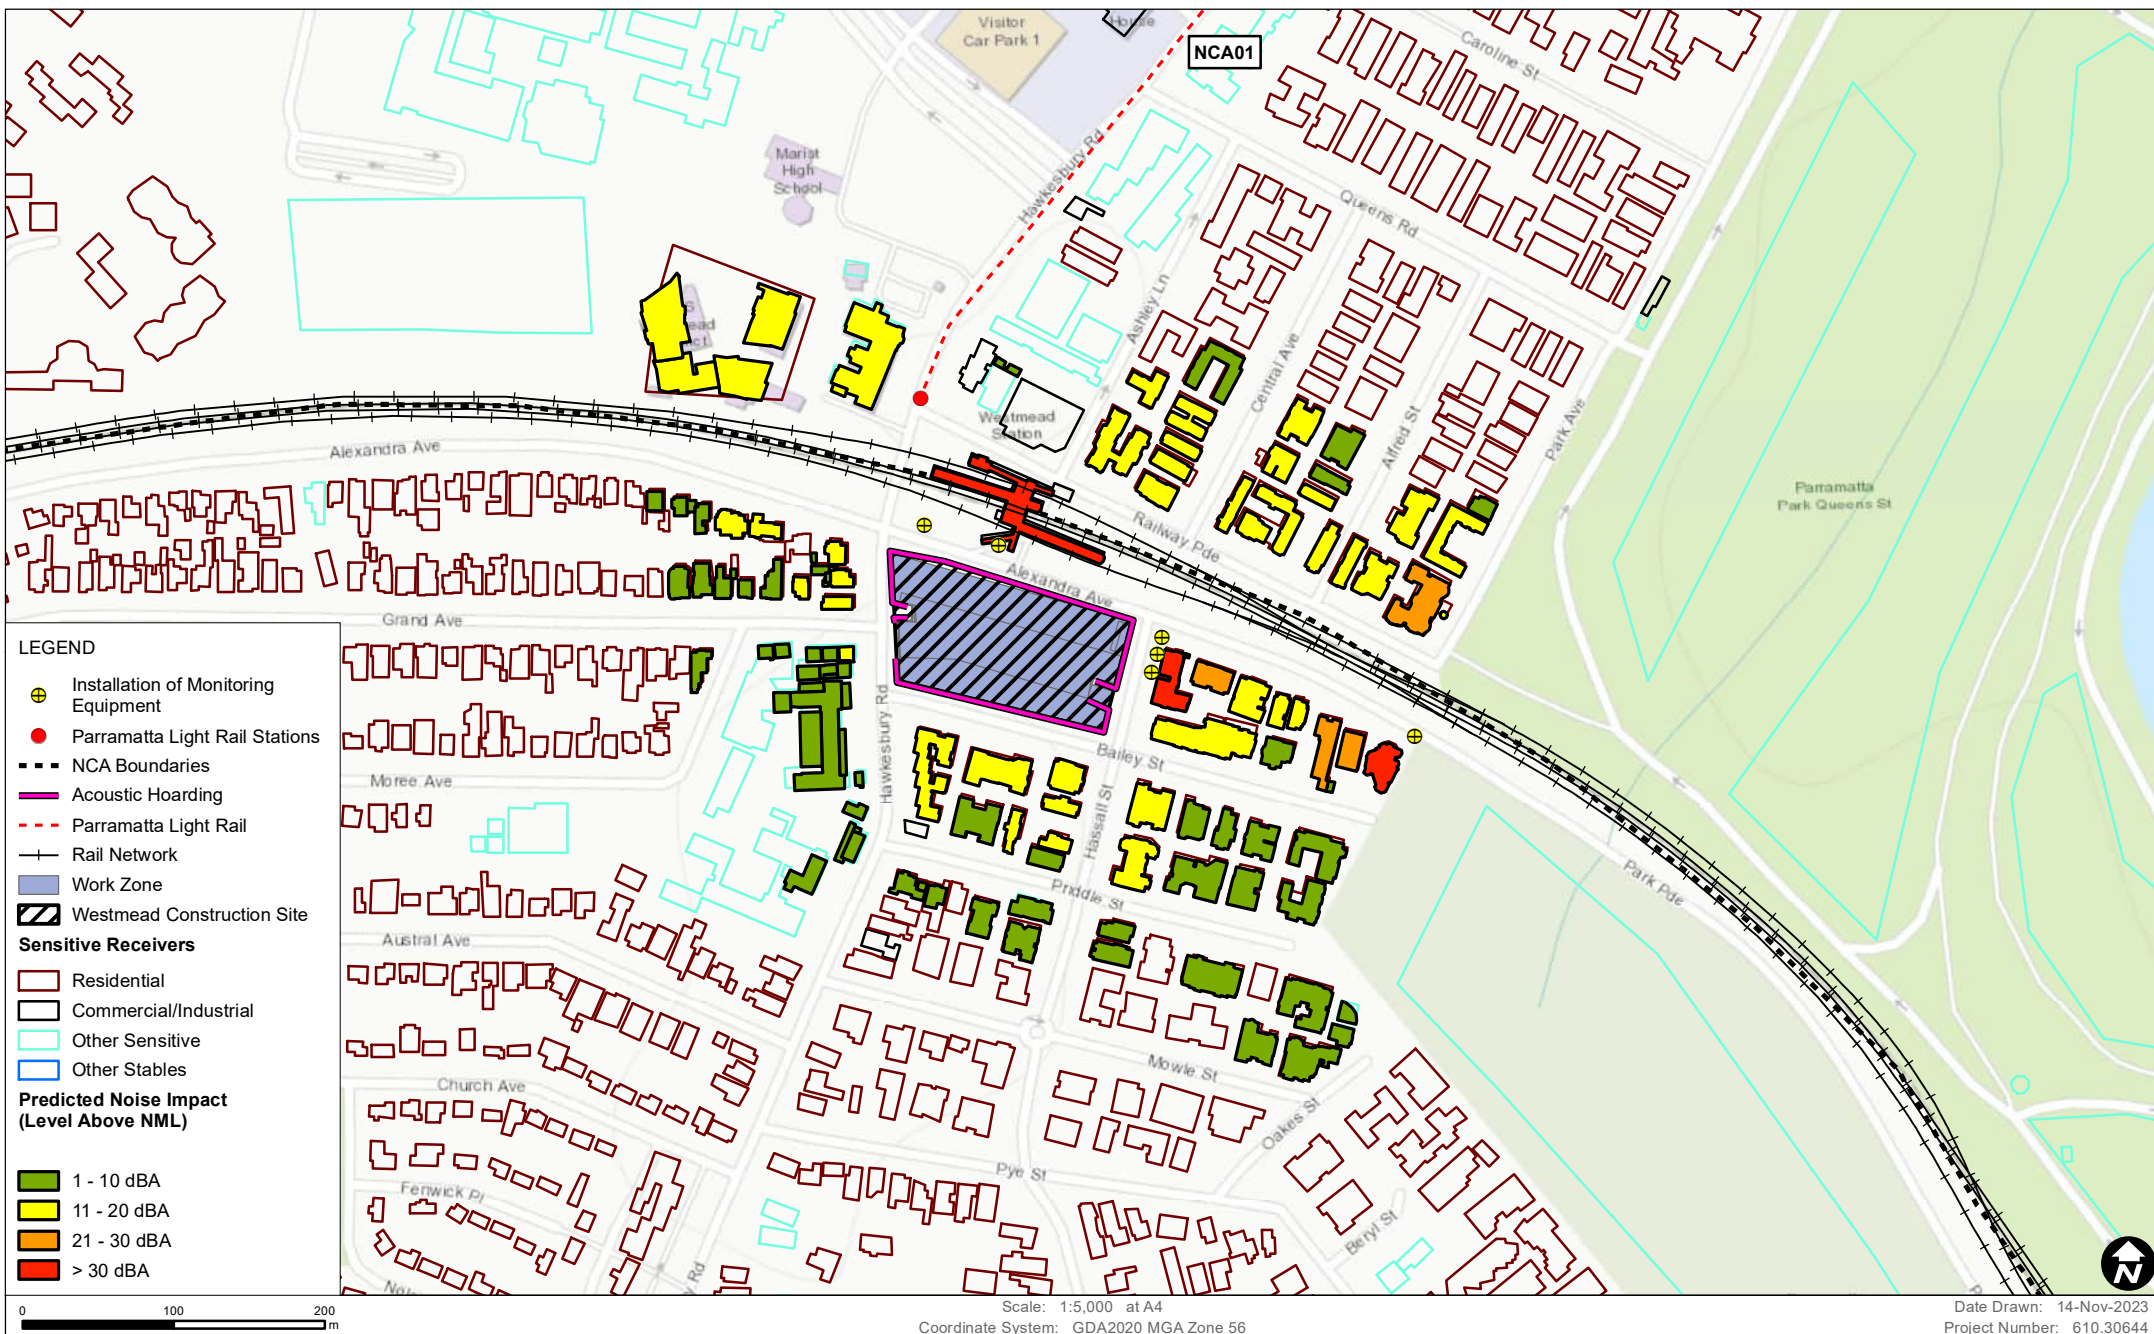 Visitor
Car Park 1
House
NCA01
Caroline St
Marist
High
School
Hawkesbury Rd
Queens Rd
Ashley Ln
Central Ave
Alfred St
Park Ave
Westmead
Station
Parramatta
Park Queens St
Alexandra Ave
Railway Pde
Alexandra Ave
Grand Ave
Hawkesbury Rd
Bailey St
Moree Ave
Hassall St
Priddle St
Park Pde
Austral Ave
Mowle St
Church Ave
Oakes St
Pye St
Fenwick Pl
Beryl St
y Rd
LEGEND
Installation of Monitoring
Equipment
Parramatta Light Rail Stations
NCA Boundaries
Acoustic Hoarding
Parramatta Light Rail
Rail Network
Work Zone
Westmead Construction Site
Sensitive Receivers
Residential
Commercial/Industrial
Other Sensitive
Other Stables
Predicted Noise Impact
(Level Above NML)
1 - 10 dBA
11 - 20 dBA
21 - 30 dBA
> 30 dBA
0 100 200
m
Scale: 1:5,000 at A4
Coordinate System: GDA2020 MGA Zone 56
Date Drawn: 14-Nov-2023
Project Number: 610.30644
N